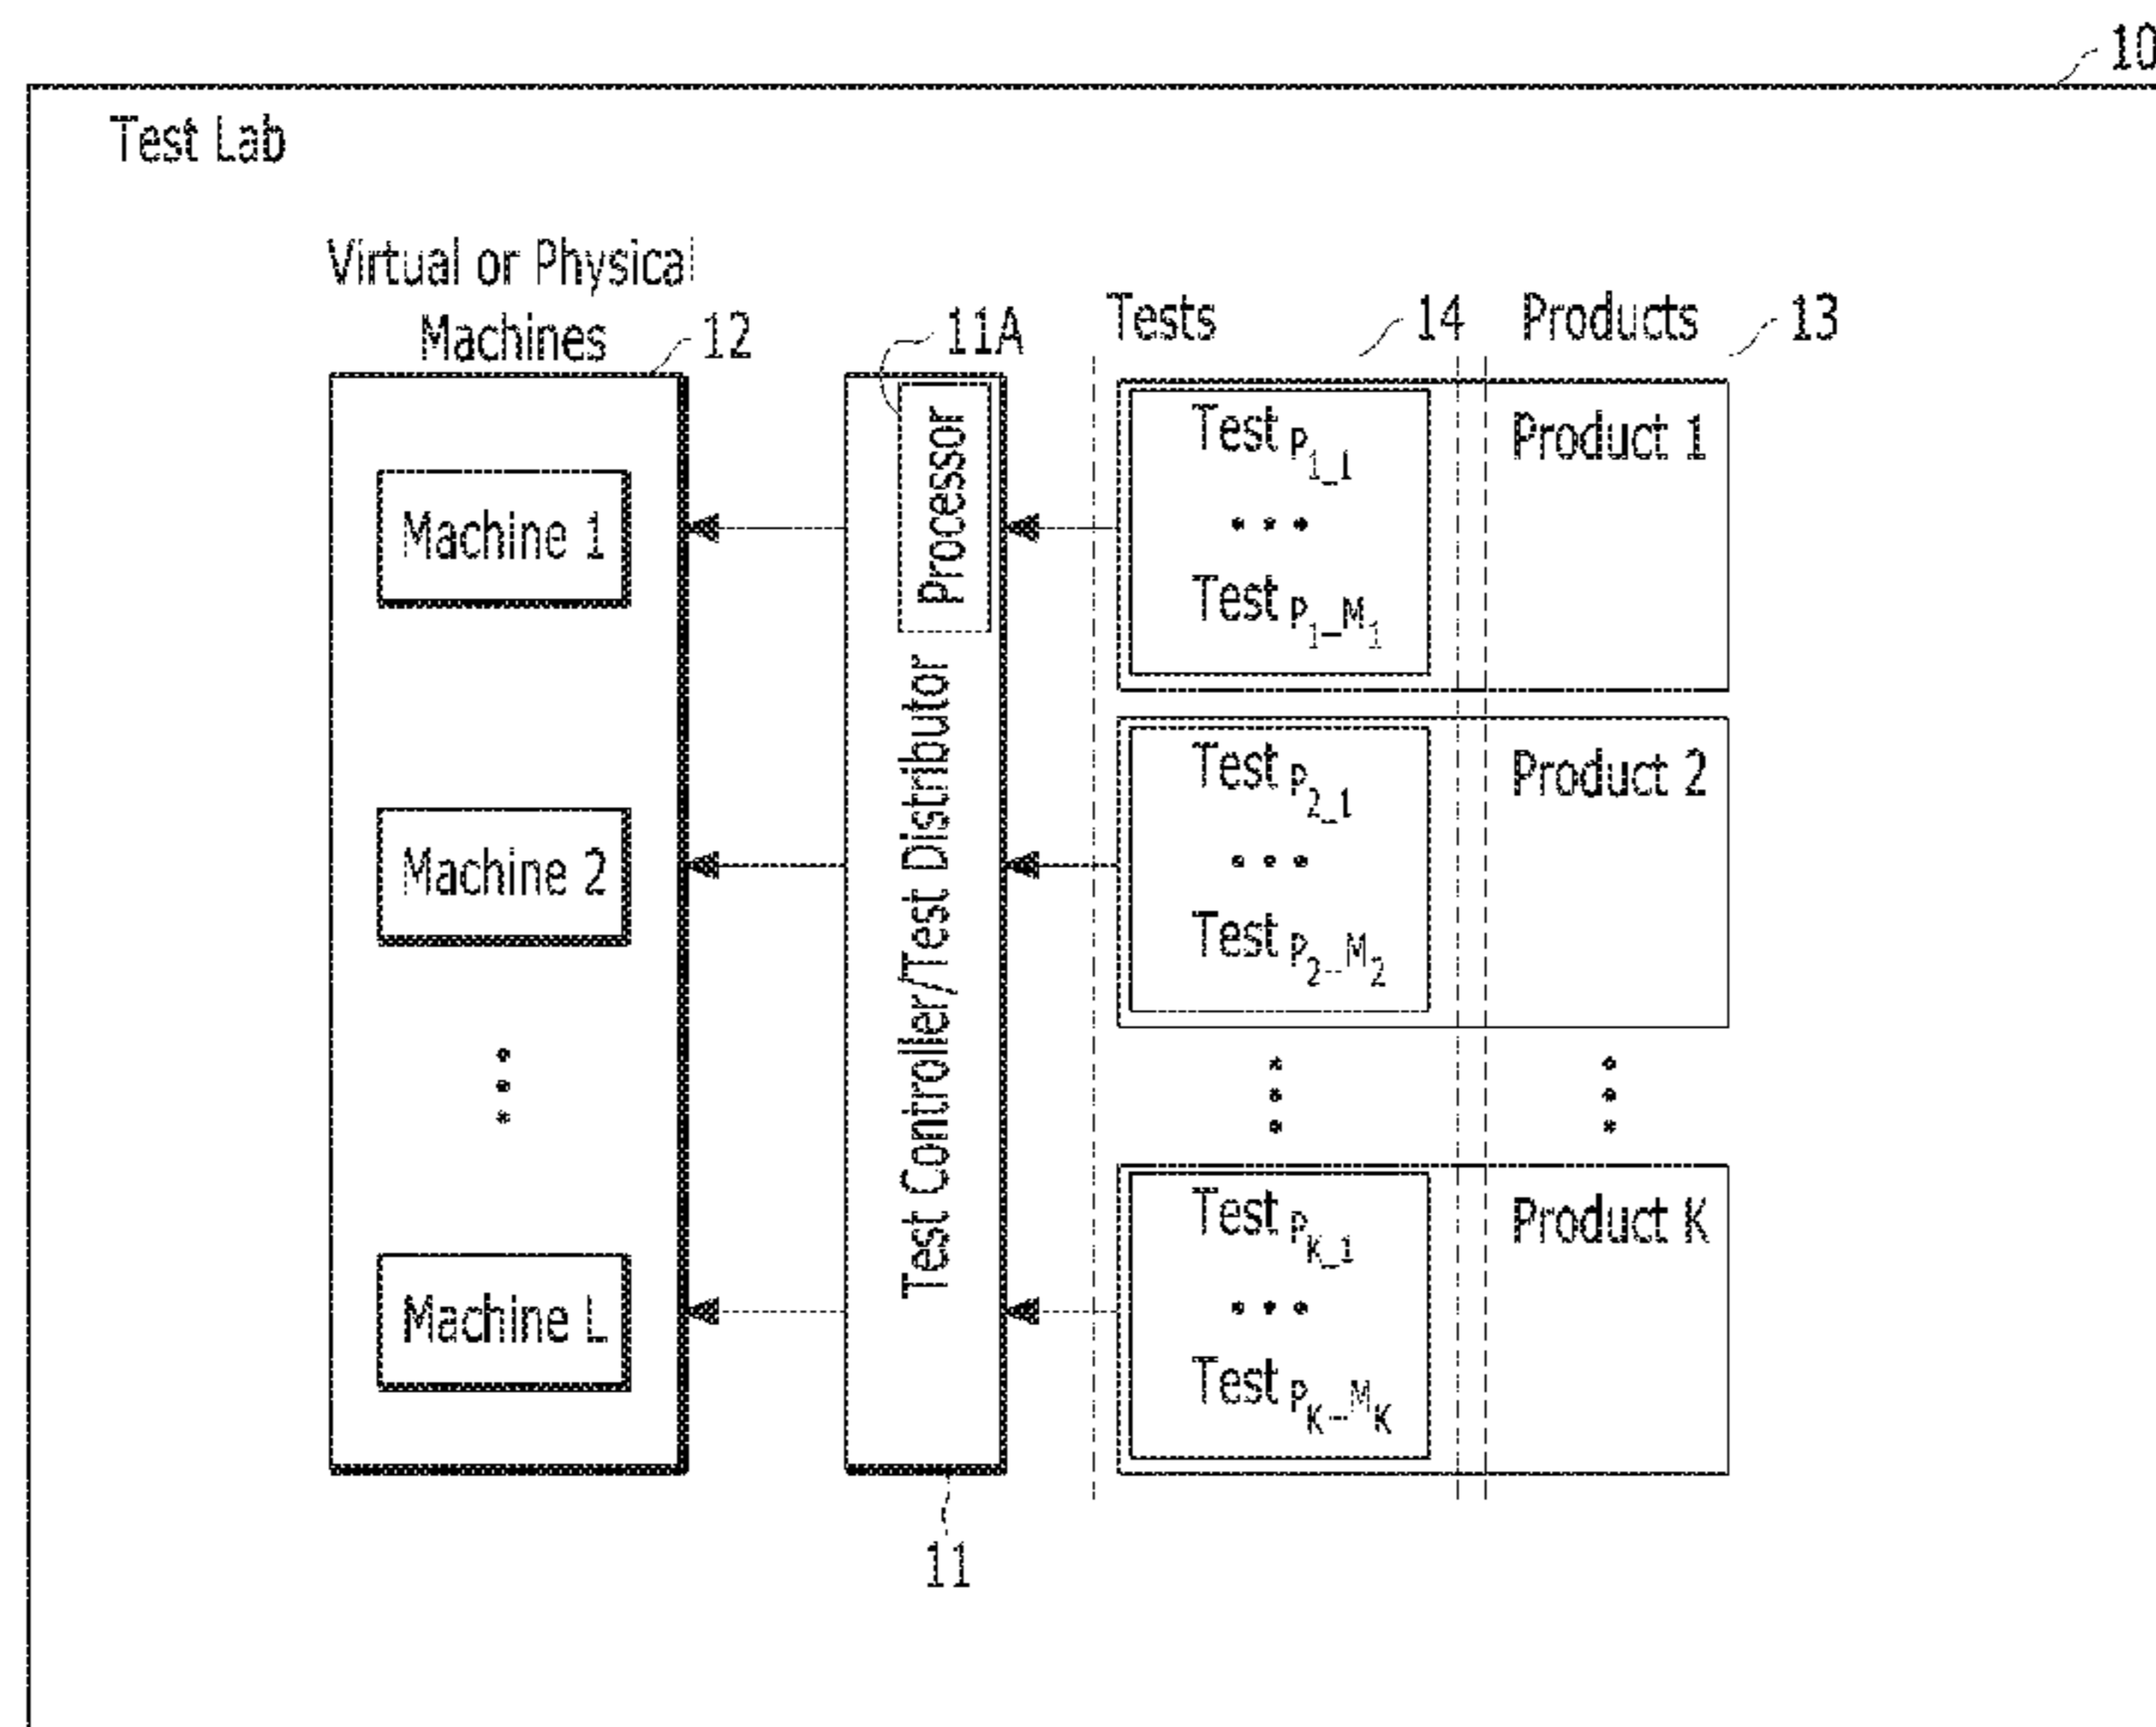 10
Test Lab
Virtual or Physical
Machines
12
11A
Tests
14
Products
13
Machine 1
Machine 2
Machine L
Processor
Test Controller/Test Distributor
11
Test P1_1
Test P1_M1
Product 1
Test P2_1
Test P2_M2
Product 2
Test PK_1
Test PK_MK
Product K